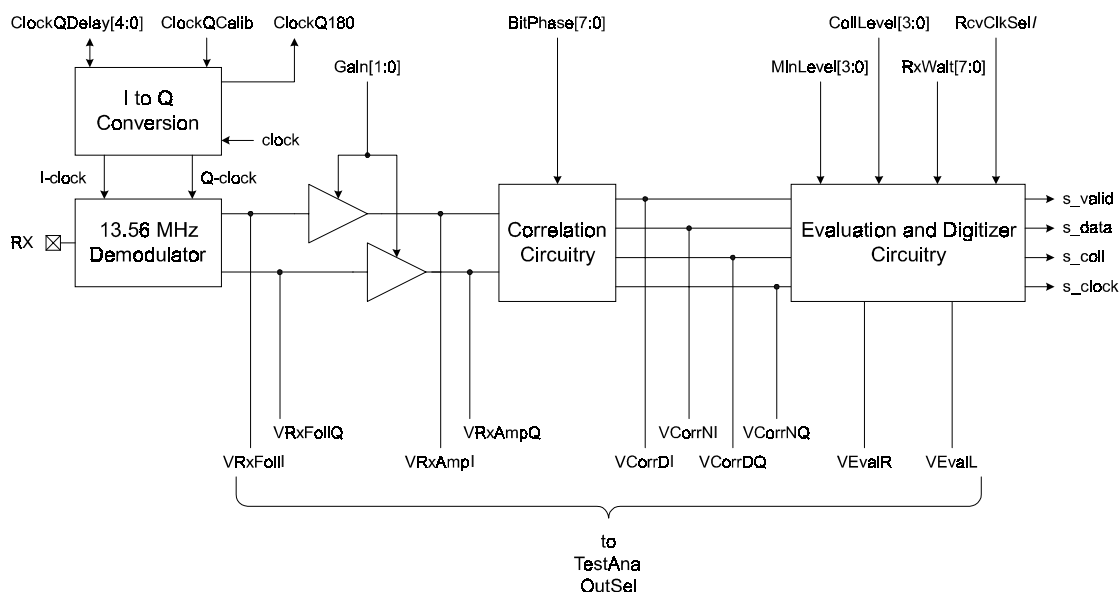 ClockQDelay[4:0]
ClockQCalib
ClockQ180
BitPhase[7:0]
CollLevel[3:0]
RcvClkSelI
Gain[1:0]
MinLevel[3:0]
RxWait[7:0]
I to Q
Conversion
clock
I-clock
Q-clock
RX
13.56 MHz
Demodulator
Correlation
Circuitry
Evaluation and Digitizer
Circuitry
s_valid
s_data
s_coll
s_clock
VRxFollQ
VRxAmpQ
VCorrNI
VCorrNQ
VRxFollI
VRxAmpI
VCorrDI
VCorrDQ
VEvalR
VEvalL
to
TestAna
OutSel